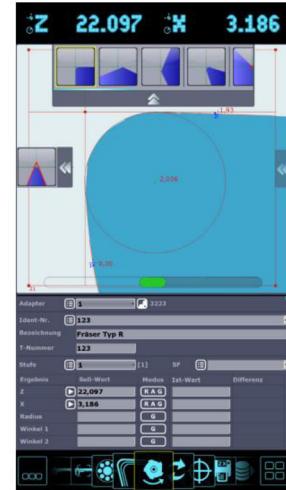 Z 22.097 X 3.186
-1,93
2,036
0,00
Adapter 1 3223
Ident-Nr. 123
Bezeichnung Fräser Typ R
T-Nummer 123
Stufe 1 [1] SP
Ergebnis Soll-Wert Modus Ist-Wert Differenz
Z 22,097 R A G
X 3,186 R A G
Radius G
Winkel 1 G
Winkel 2 G